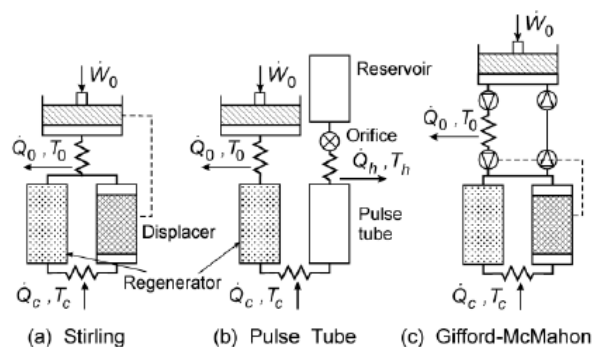 Ẇ₀
Q̇₀ , T₀
Displacer
Q̇c , Tc
(a) Stirling
Ẇ₀
Reservoir
Orifice
Q̇₀ , T₀
Q̇h , Th
Pulse
tube
Regenerator
Q̇c , Tc
(b) Pulse Tube
Ẇ₀
Q̇₀ , T₀
Q̇c , Tc
(c) Gifford-McMahon